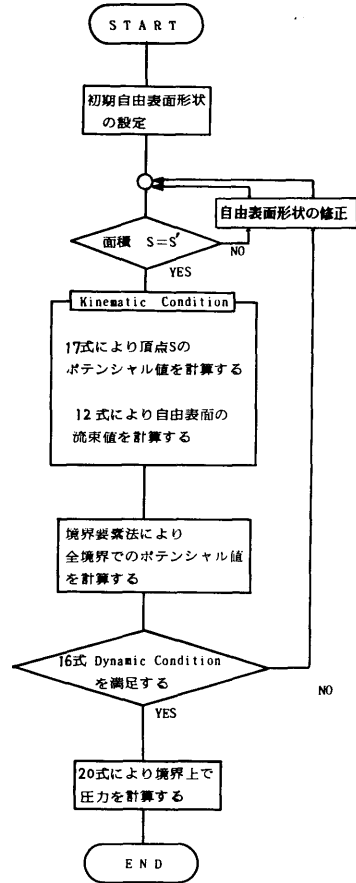 START
初期自由表面形状
の設定
自由表面形状の修正
面積 S=S'
NO
YES
Kinematic Condition
17式により頂点Sの
ポテンシャル値を計算する
12式により自由表面の
流束値を計算する
境界要素法により
全境界でのポテンシャル値
を計算する
16式 Dynamic Condition
を満足する
NO
YES
20式により境界上で
圧力を計算する
END